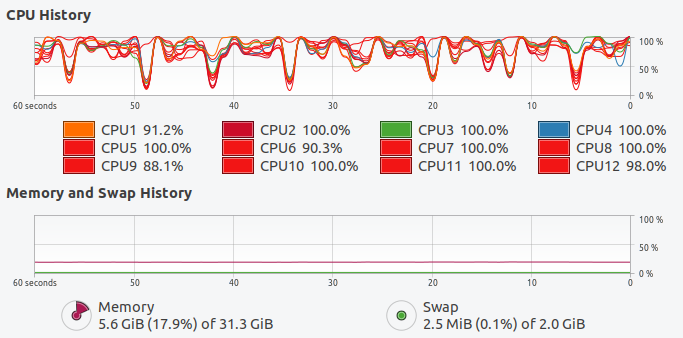 CPU History
100 %
50 %
0 %
60 seconds 50 40 30 20 10 0
CPU1 91.2% CPU2 100.0% CPU3 100.0% CPU4 100.0%
CPU5 100.0% CPU6 90.3% CPU7 100.0% CPU8 100.0%
CPU9 88.1% CPU10 100.0% CPU11 100.0% CPU12 98.0%
Memory and Swap History
100 %
50 %
0 %
60 seconds 50 40 30 20 10 0
Memory Swap
5.6 GiB (17.9%) of 31.3 GiB 2.5 MiB (0.1%) of 2.0 GiB